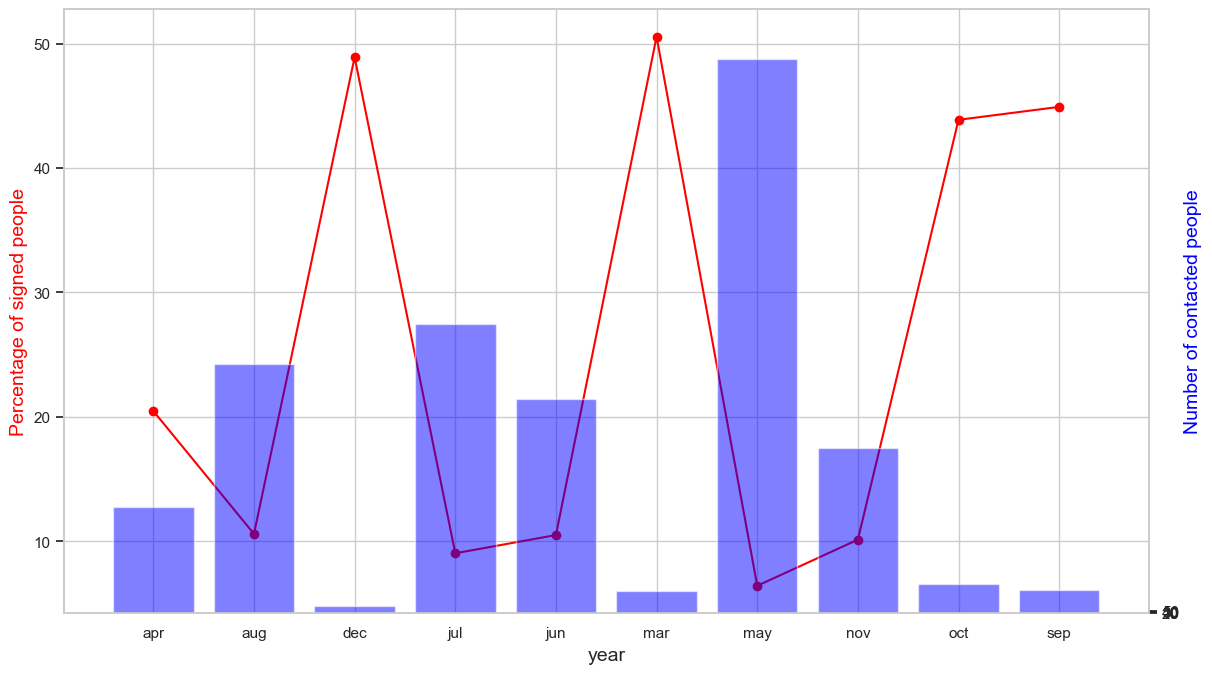 50
40
30
20
10
Percentage of signed people
Number of contacted people
apr aug dec jul jun mar may nov oct sep
year